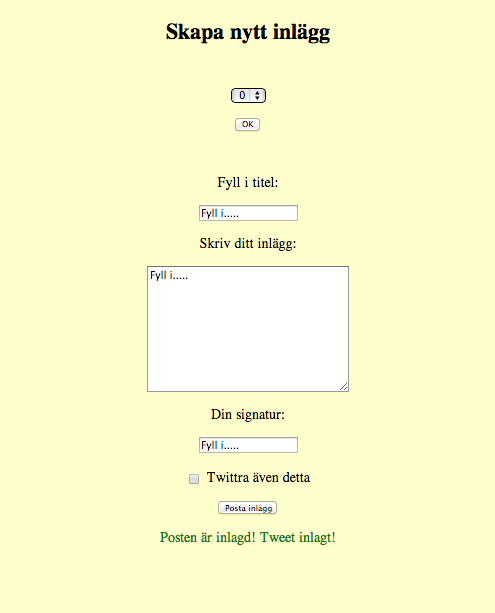 Skapa nytt inlägg
0
OK
Fyll i titel:
Fyll i.....
Skriv ditt inlägg:
Fyll i.....
Din signatur:
Fyll i.....
Twittra även detta
Posta inlägg
Posten är inlagd! Tweet inlagt!